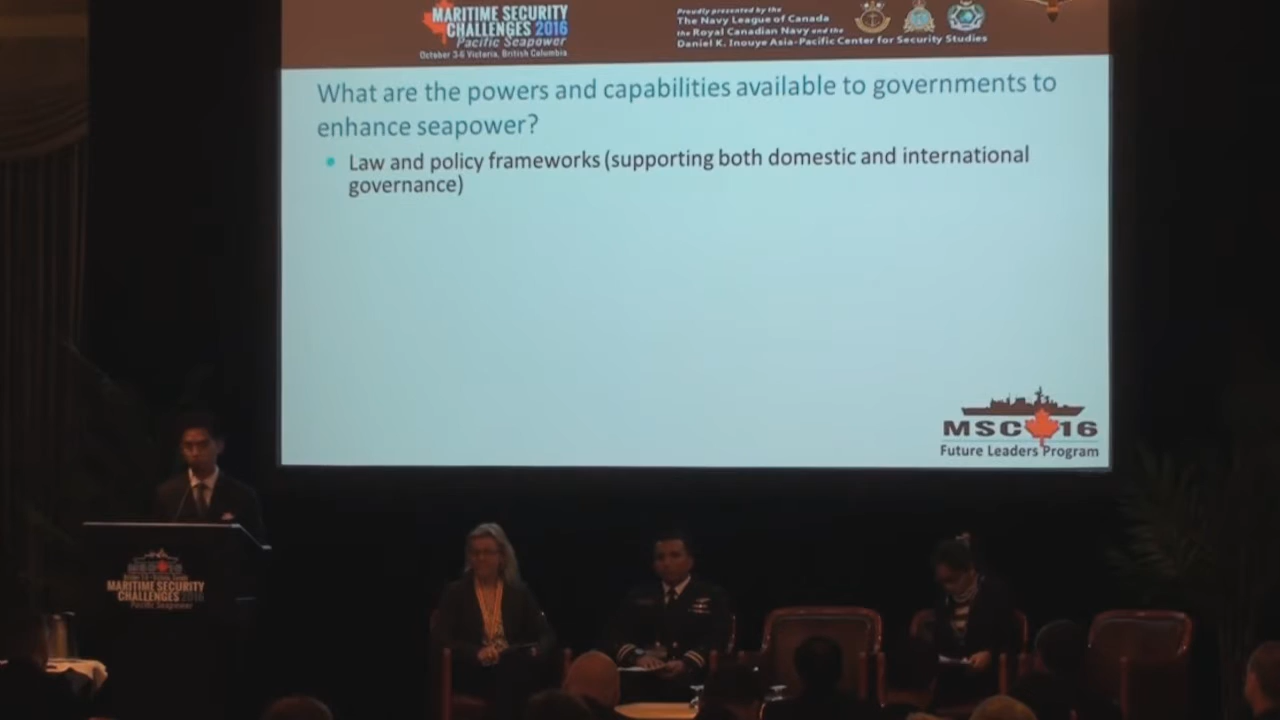 MARITIME SECURITY
CHALLENGES 2016
Pacific Seapower
October 3-6 Victoria, British Columbia
Proudly presented by the
The Navy League of Canada
the Royal Canadian Navy and the
Daniel K. Inouye Asia-Pacific Center for Security Studies
What are the powers and capabilities available to governments to
enhance seapower?
• Law and policy frameworks (supporting both domestic and international
governance)
MSC 16
Future Leaders Program
MARITIME SECURITY
CHALLENGES 2016
Pacific Seapower